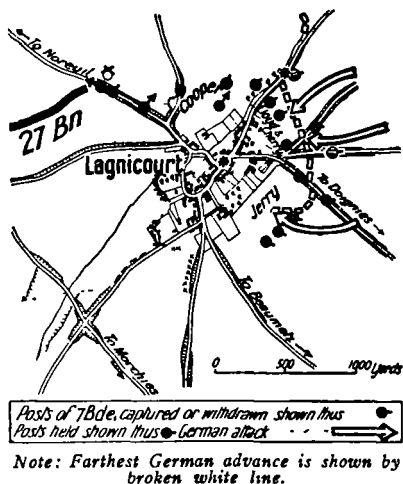 To Noreuil
27 Bn
Coope
Lagnicourt
Jerry
To Doignies
To Beaumetz
To Morchies
0 500 1000 Yards
Posts of 7Bde, captured or withdrawn shown thus
Posts held shown thus German attack
Note: Farthest German advance is shown by
broken white line.